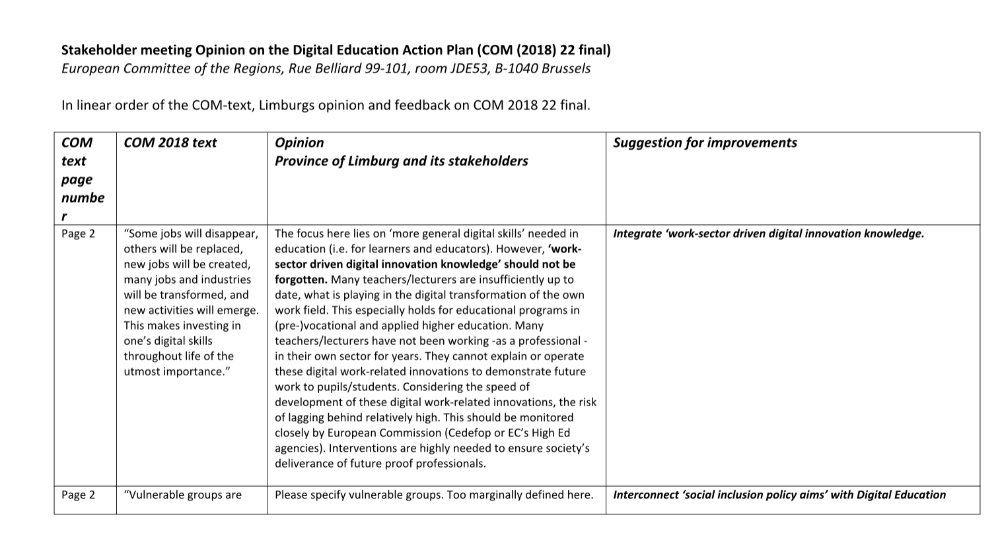 Stakeholder meeting Opinion on the Digital Education Action Plan (COM (2018) 22 final)
European Committee of the Regions, Rue Belliard 99-101, room JDE53, B-1040 Brussels
In linear order of the COM-text, Limburgs opinion and feedback on COM 2018 22 final.
COM
text
page
numbe
r
COM 2018 text
Opinion
Province of Limburg and its stakeholders
Suggestion for improvements
Page 2
“Some jobs will disappear,
others will be replaced,
new jobs will be created,
many jobs and industries
will be transformed, and
new activities will emerge.
This makes investing in
one’s digital skills
throughout life of the
utmost importance.”
The focus here lies on ‘more general digital skills’ needed in
education (i.e. for learners and educators). However, ‘work-
sector driven digital innovation knowledge’ should not be
forgotten. Many teachers/lecturers are insufficiently up to
date, what is playing in the digital transformation of the own
work field. This especially holds for educational programs in
(pre-)vocational and applied higher education. Many
teachers/lecturers have not been working -as a professional -
in their own sector for years. They cannot explain or operate
these digital work-related innovations to demonstrate future
work to pupils/students. Considering the speed of
development of these digital work-related innovations, the risk
of lagging behind relatively high. This should be monitored
closely by European Commission (Cedefop or EC’s High Ed
agencies). Interventions are highly needed to ensure society’s
deliverance of future proof professionals.
Integrate ‘work-sector driven digital innovation knowledge.
Page 2
“Vulnerable groups are
Please specify vulnerable groups. Too marginally defined here.
Interconnect ‘social inclusion policy aims’ with Digital Education